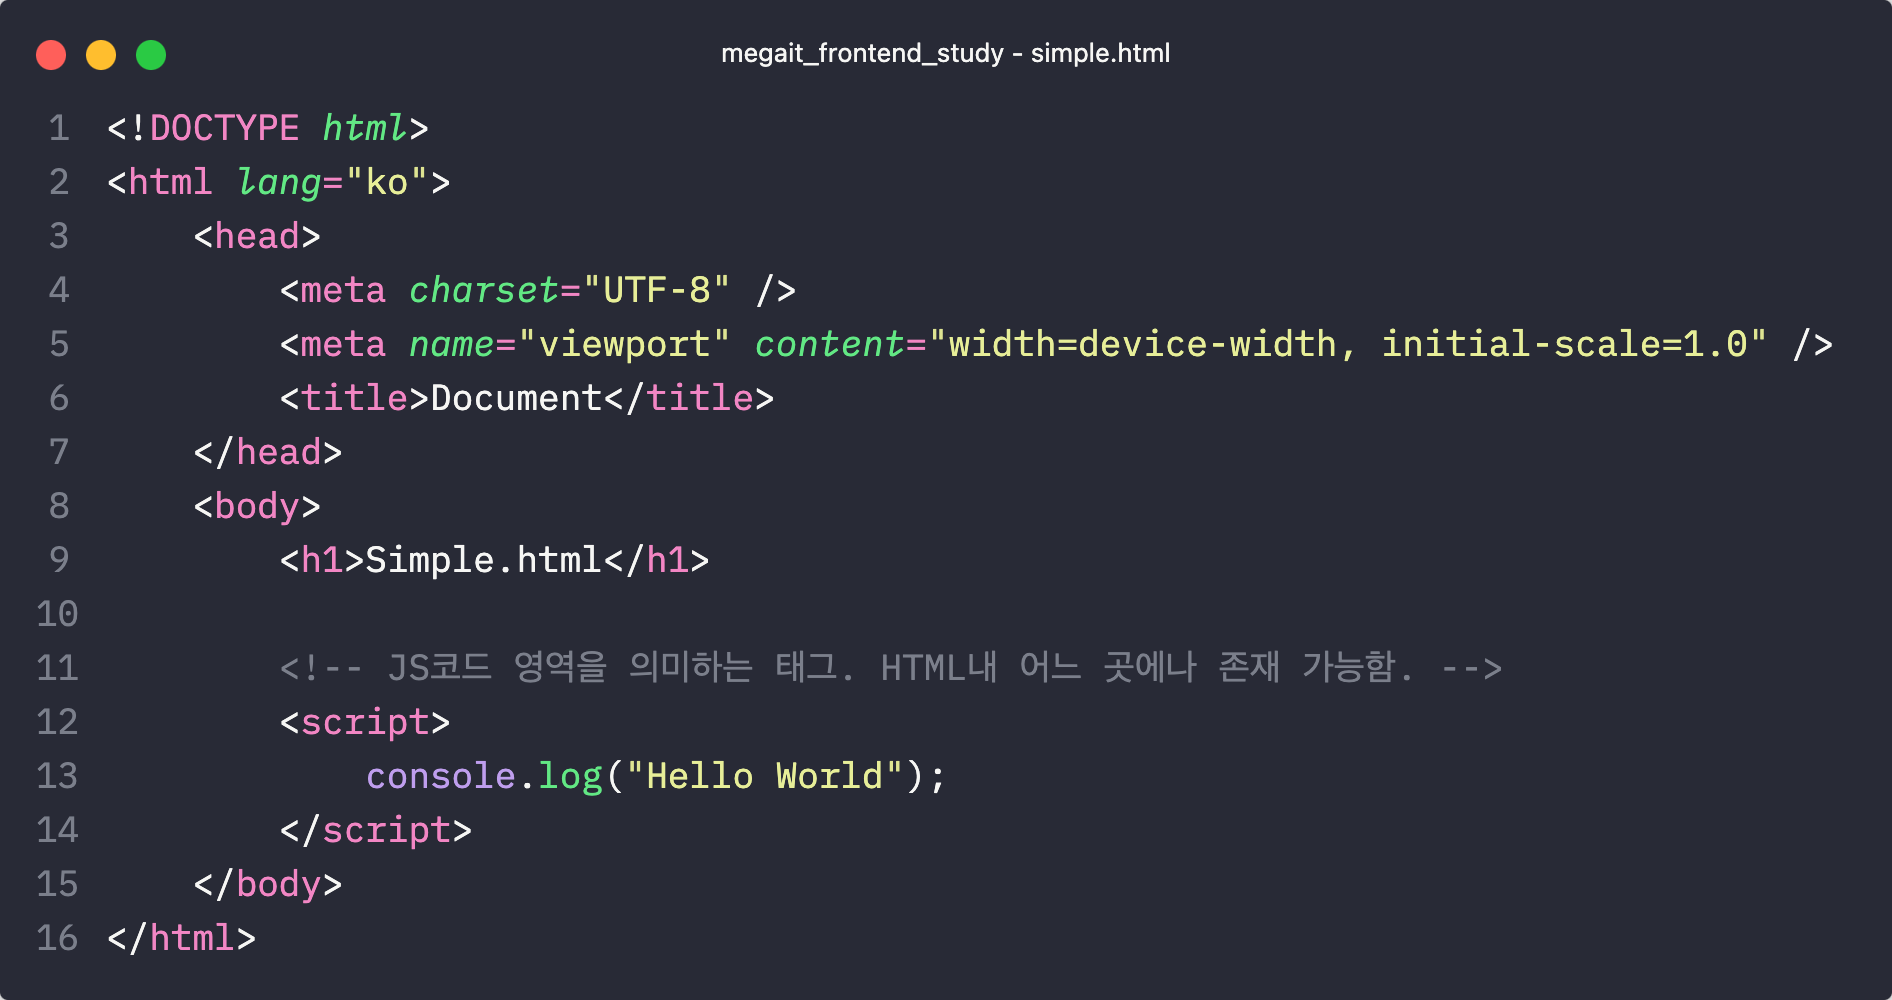 megait_frontend_study - simple.html
1 <!DOCTYPE html>
2 <html lang="ko">
3     <head>
4         <meta charset="UTF-8" />
5         <meta name="viewport" content="width=device-width, initial-scale=1.0" />
6         <title>Document</title>
7     </head>
8     <body>
9         <h1>Simple.html</h1>
10
11         <!-- JS코드 영역을 의미하는 태그. HTML내 어느 곳에나 존재 가능함. -->
12         <script>
13             console.log("Hello World");
14         </script>
15     </body>
16 </html>